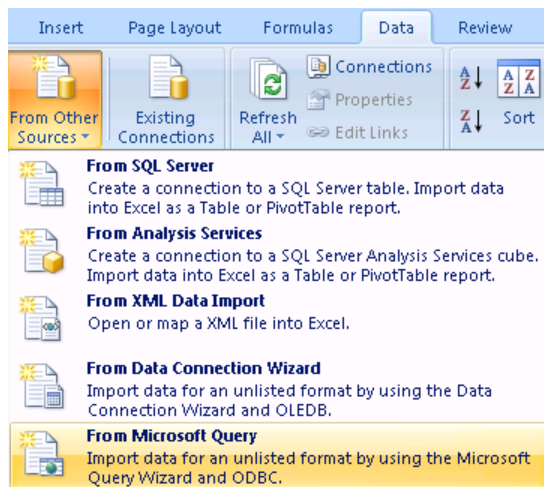 Insert Page Layout Formulas Data Review
From Other
Sources
Existing
Connections
Refresh
All
Connections
Properties
Edit Links
A
Z
Z
A
A Z
Z A
Sort
From SQL Server
Create a connection to a SQL Server table. Import data
into Excel as a Table or PivotTable report.
From Analysis Services
Create a connection to a SQL Server Analysis Services cube.
Import data into Excel as a Table or PivotTable report.
From XML Data Import
Open or map a XML file into Excel.
From Data Connection Wizard
Import data for an unlisted format by using the Data
Connection Wizard and OLEDB.
From Microsoft Query
Import data for an unlisted format by using the Microsoft
Query Wizard and ODBC.